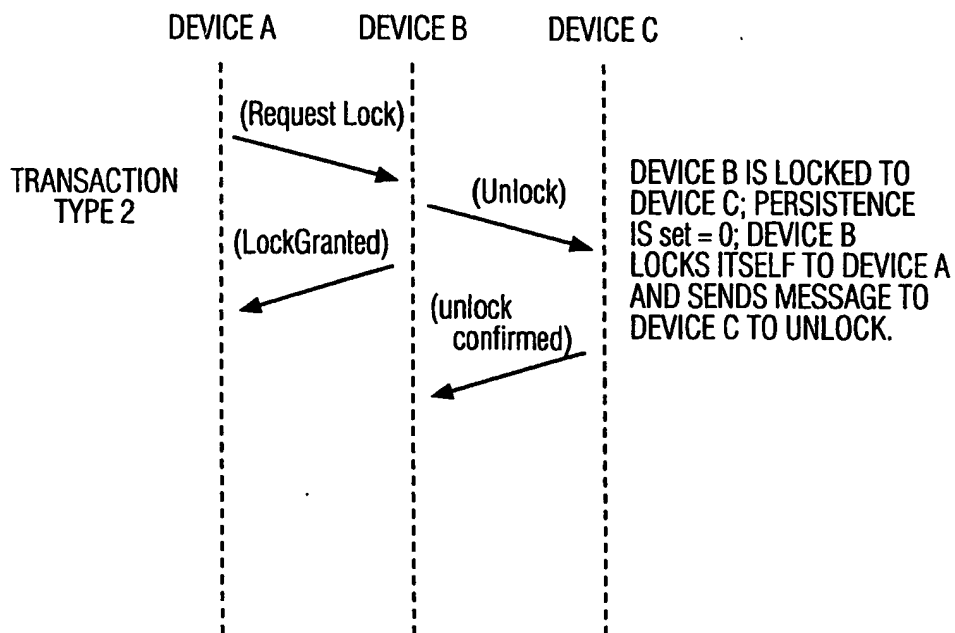 DEVICE A DEVICE B DEVICE C
(Request Lock)
TRANSACTION
TYPE 2
(Unlock)
(LockGranted)
(unlock
confirmed)
DEVICE B IS LOCKED TO
DEVICE C; PERSISTENCE
IS set = 0; DEVICE B
LOCKS ITSELF TO DEVICE A
AND SENDS MESSAGE TO
DEVICE C TO UNLOCK.